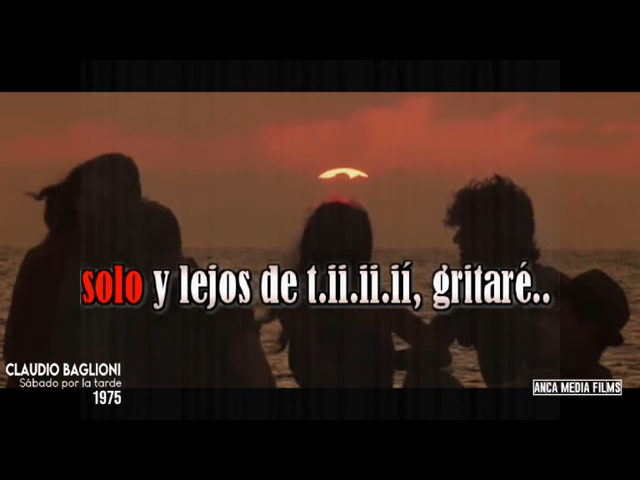 solo y lejos de t.ii.ii.ií, gritaré..
CLAUDIO BAGLIONI
Sábado por la tarde
1975
ANCA MEDIA FILMS